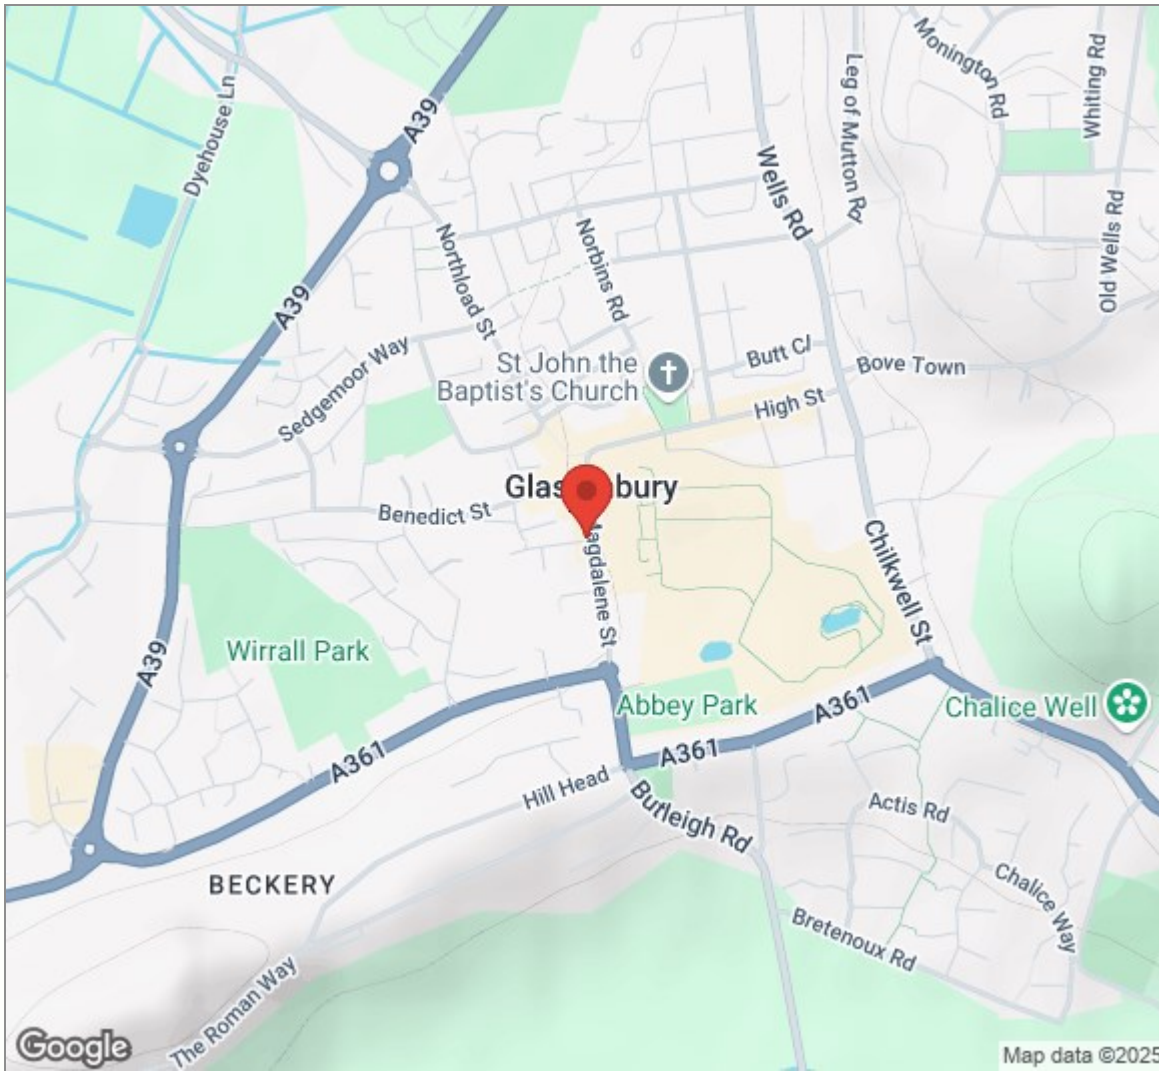 Monington Rd
Whiting Rd
Leg of Mutton Rd
A39
Dyehouse Ln
Wells Rd
Old Wells Rd
Northload St
Norbins Rd
A39
Sedgemoor Way
St John the
Baptist's Church
Butt Cl
Bove Town
High St
Glas bury
Benedict St
Magdalene St
Chilkwell St
Wirrall Park
A39
Abbey Park
A361
Chalice Well
A361
A361
Hill Head
Butleigh Rd
Actis Rd
BECKERY
Chalice Way
Bretenoux Rd
The Roman Way
Google
Map data ©2025